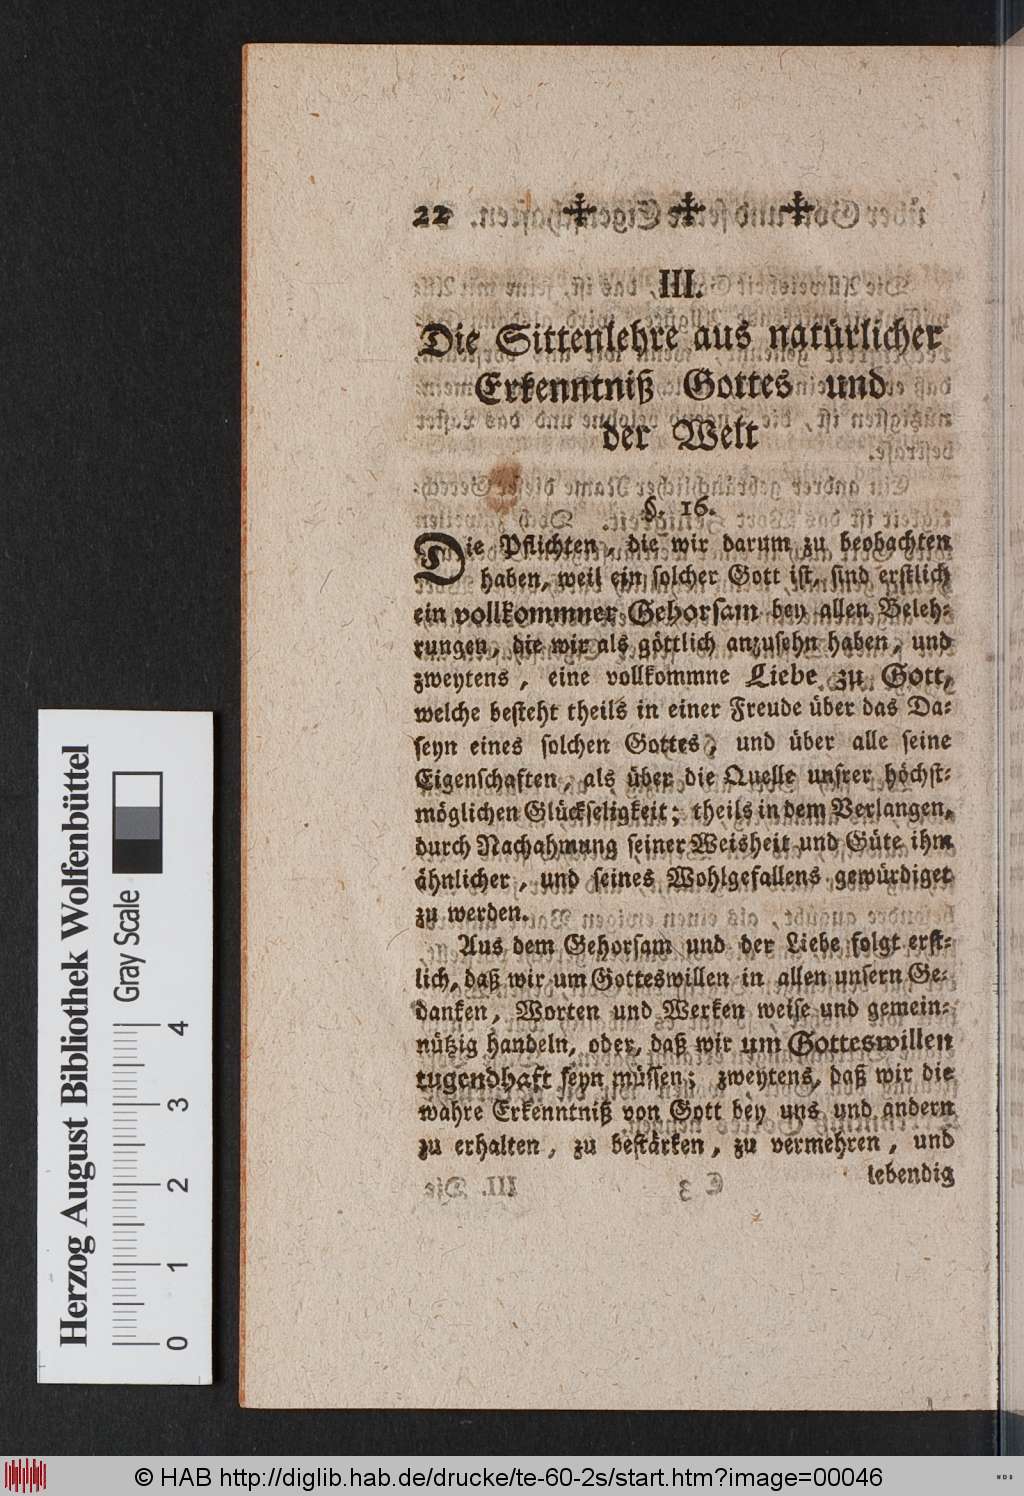 22
III.
Die Sittenlehre aus natürlicher
Erkenntniß Gottes und
der Welt
§. 16.
Die Pflichten, die wir darum zu beobachten
haben, weil ein solcher Gott ist, sind erstlich
ein vollkommner Gehorsam bey allen Beleh-
rungen, die wir als göttlich anzusehn haben, und
zweytens, eine vollkommne Liebe zu Gott,
welche besteht theils in einer Freude über das Da-
seyn eines solchen Gottes, und über alle seine
Eigenschaften, als über die Quelle unsrer höchst-
möglichen Glückseligkeit; theils in dem Verlangen,
durch Nachahmung seiner Weisheit und Güte ihm
ähnlicher, und seines Wohlgefallens gewürdiget
zu werden.
Aus dem Gehorsam und der Liebe folgt erst-
lich, daß wir um Gotteswillen in allen unsern Ge-
danken, Worten und Werken weise und gemein-
nützig handeln, oder, daß wir um Gotteswillen
tugendhaft seyn müssen; zweytens, daß wir die
wahre Erkenntniß von Gott bey uns und andern
zu erhalten, zu bestärken, zu vermehren, und
lebendig
Herzog August Bibliothek Wolfenbüttel
Gray Scale
0 1 2 3 4
© HAB http://diglib.hab.de/drucke/te-60-2s/start.htm?image=00046